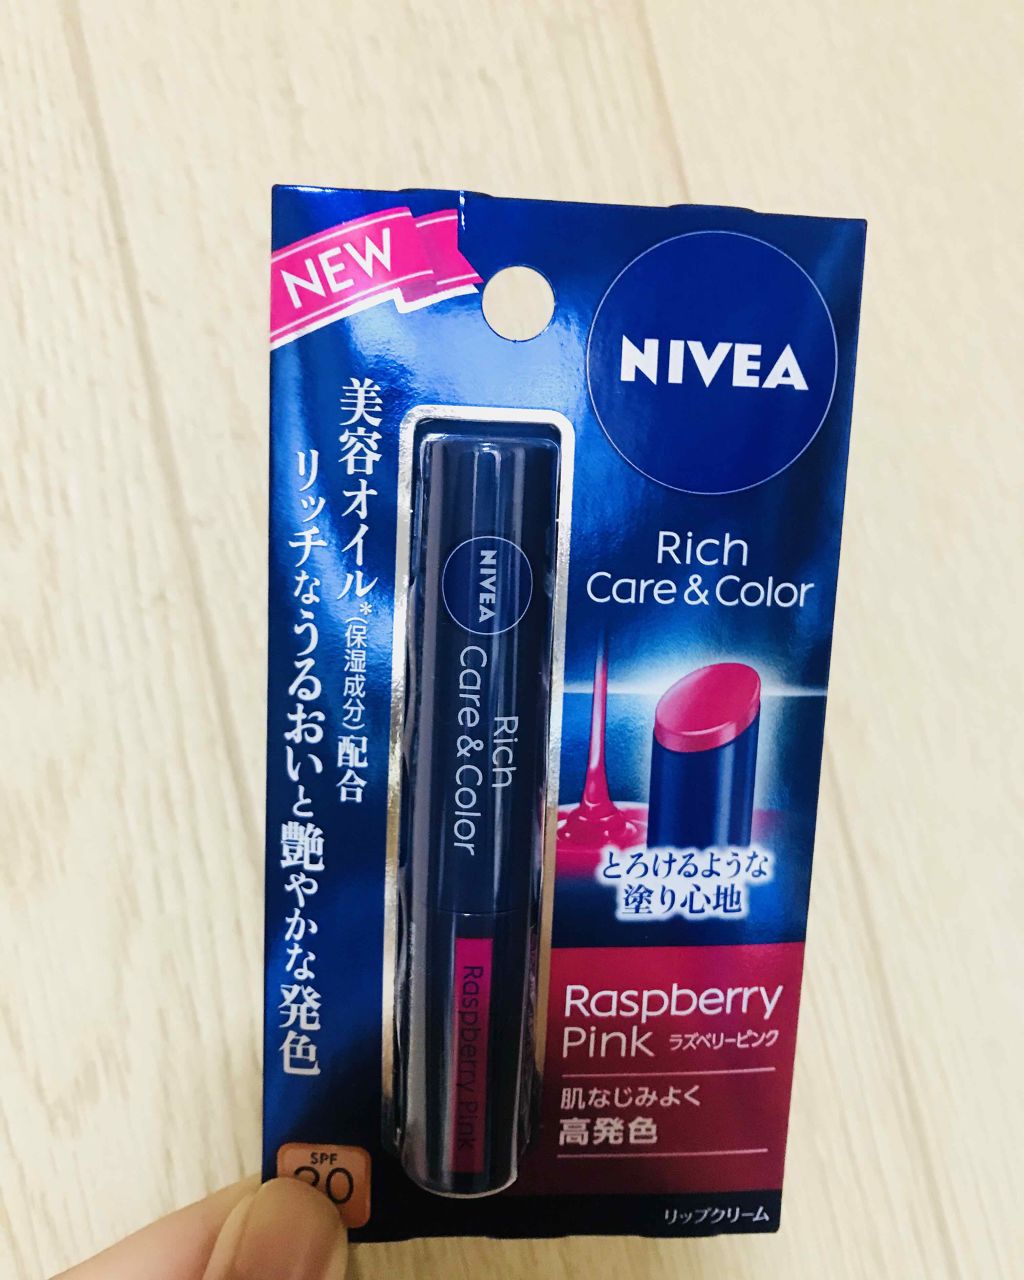 NEW
NIVEA
Rich
Care & Color
美容オイル*(保湿成分)配合
リッチなうるおいと艶やかな発色
NIVEA
Rich
Care & Color
Raspberry Pink
とろけるような
塗り心地
Raspberry
Pink ラズベリーピンク
肌なじみよく
高発色
SPF
20
リップクリーム